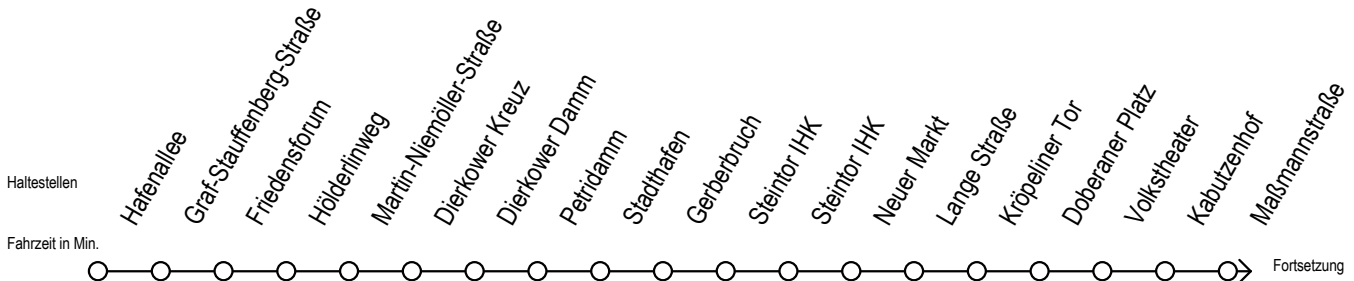 Haltestellen
Hafenallee
Graf-Stauffenberg-Straße
Friedensforum
Hölderlinweg
Martin-Niemöller-Straße
Dierkower Kreuz
Dierkower Damm
Petridamm
Stadthafen
Gerberbruch
Steintor IHK
Steintor IHK
Neuer Markt
Lange Straße
Kröpeliner Tor
Doberaner Platz
Volkstheater
Kabutzenhof
Maßmannstraße
Fahrzeit in Min.
Fortsetzung